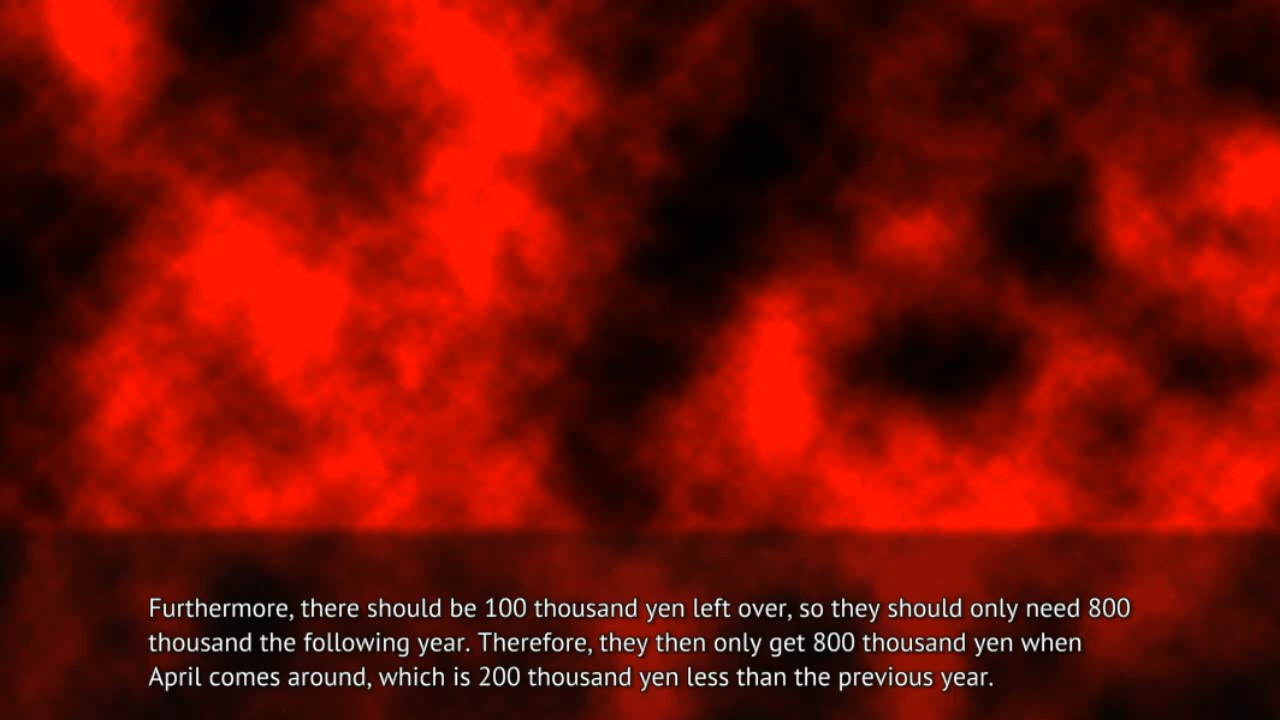 Furthermore, there should be 100 thousand yen left over, so they should only need 800
thousand the following year. Therefore, they then only get 800 thousand yen when
April comes around, which is 200 thousand yen less than the previous year.